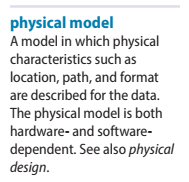 physical model
A model in which physical
characteristics such as
location, path, and format
are described for the data.
The physical model is both
hardware- and software-
dependent. See also physical
design.